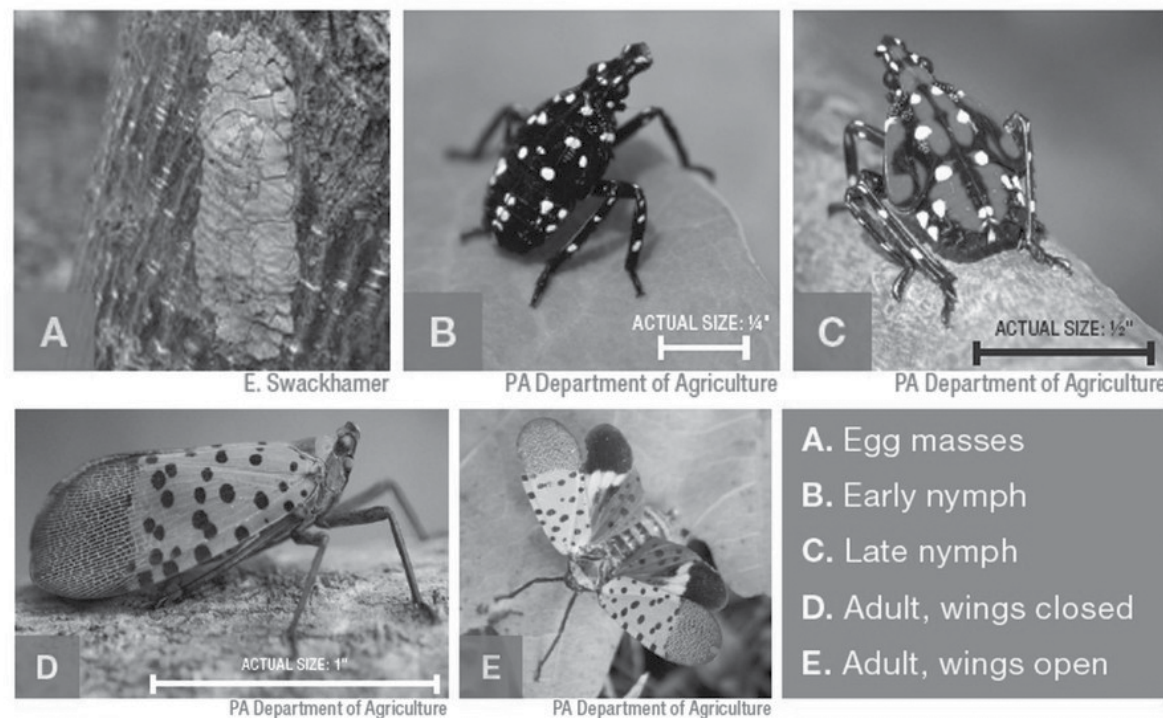 A
E. Swackhamer
B
ACTUAL SIZE: ¼"
PA Department of Agriculture
C
ACTUAL SIZE: ½"
PA Department of Agriculture
D
ACTUAL SIZE: 1"
PA Department of Agriculture
E
PA Department of Agriculture
A. Egg masses
B. Early nymph
C. Late nymph
D. Adult, wings closed
E. Adult, wings open